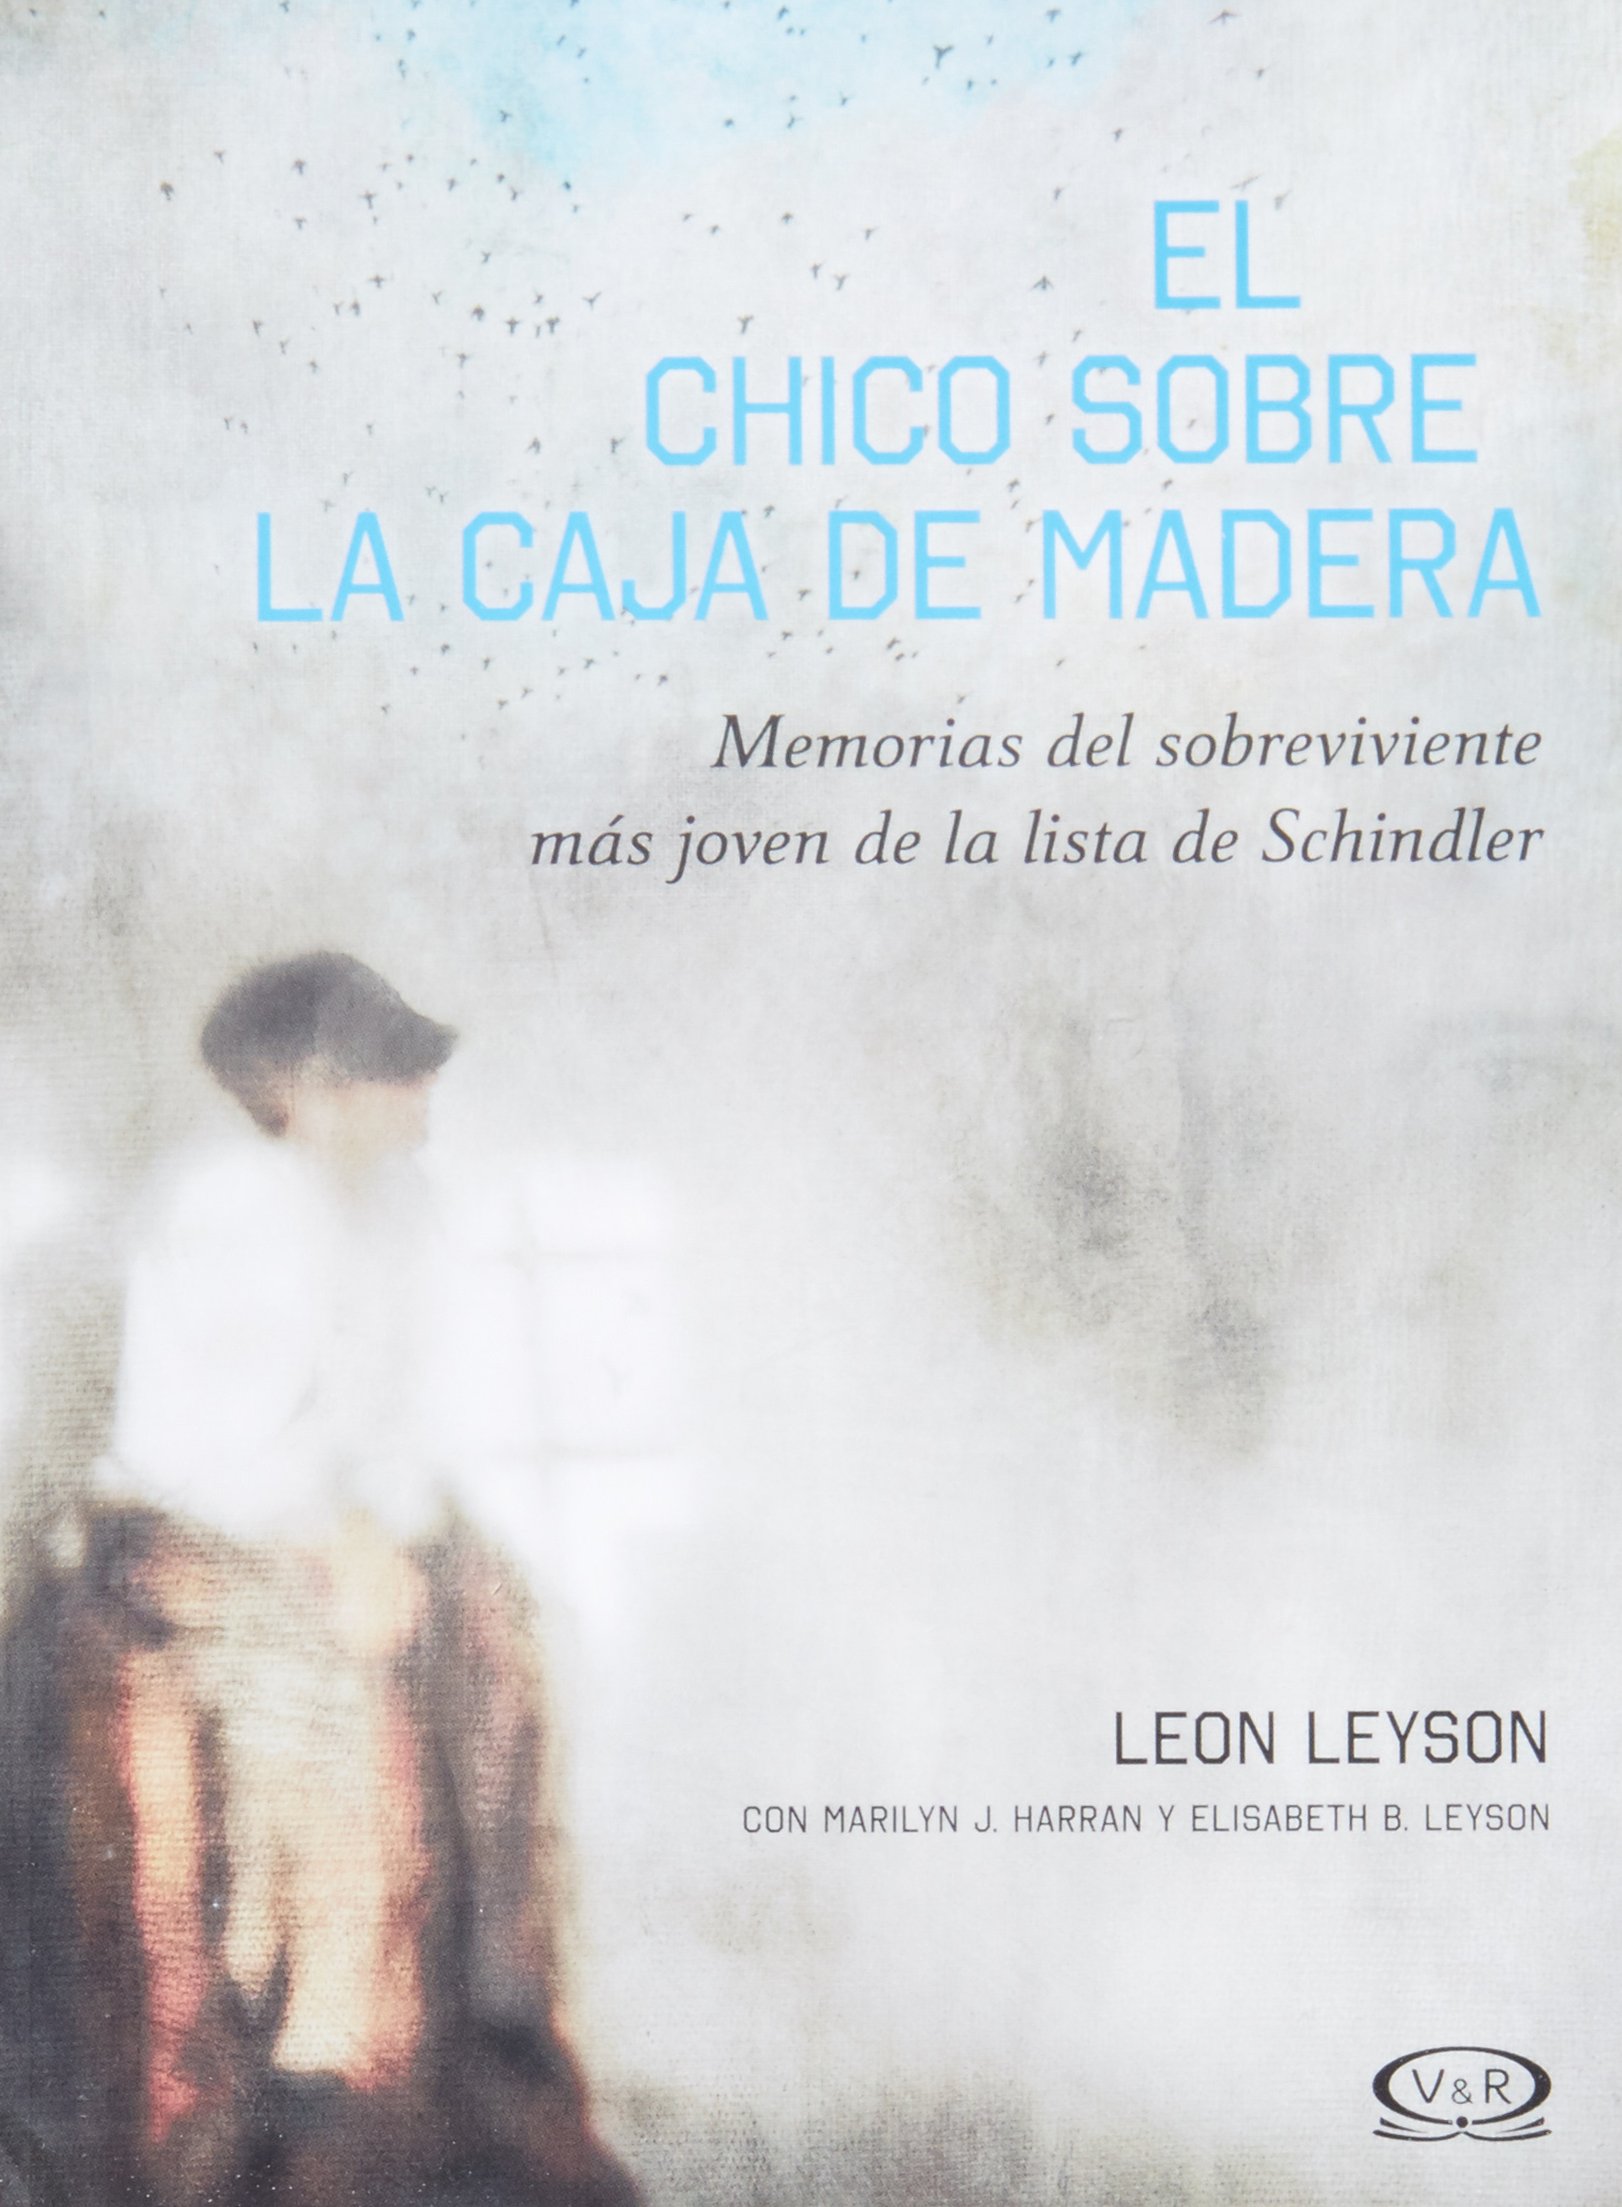 EL
CHICO SOBRE
LA CAJA DE MADERA
Memorias del sobreviviente
más joven de la lista de Schindler
LEON LEYSON
CON MARILYN J. HARRAN Y ELISABETH B. LEYSON
V&R